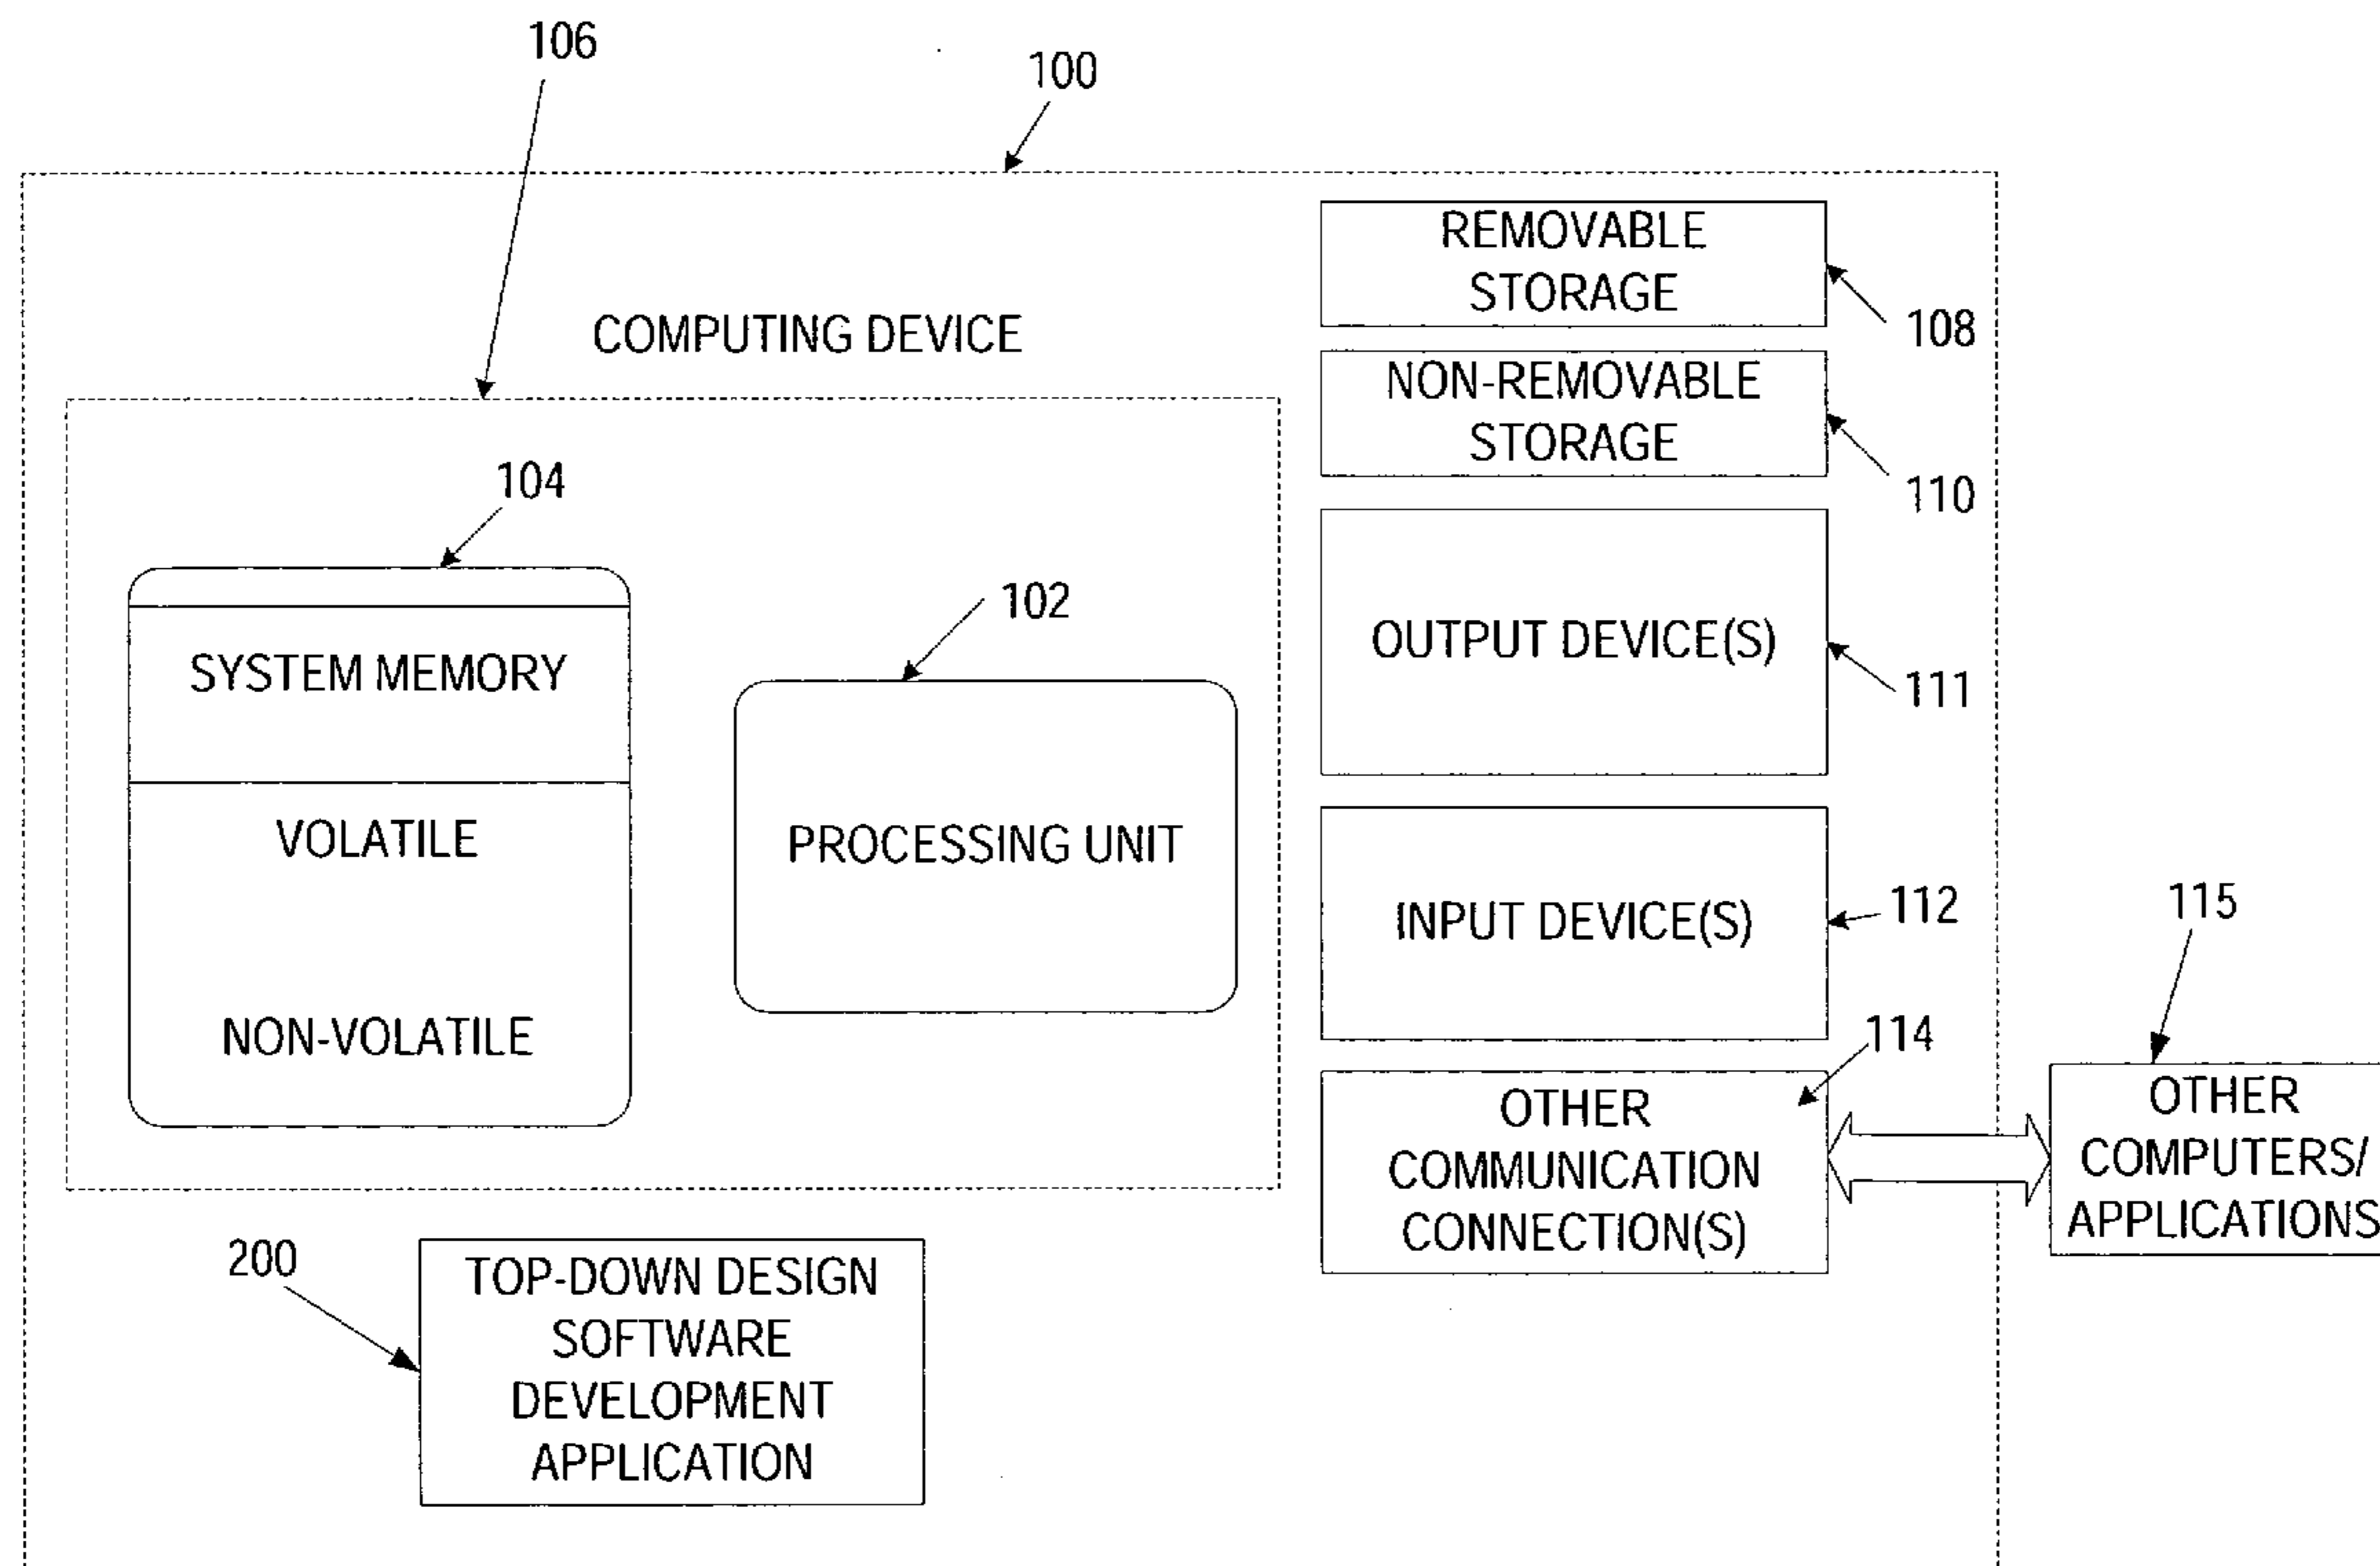 106
100
REMOVABLE
STORAGE
108
COMPUTING DEVICE
NON-REMOVABLE
STORAGE
110
104
102
SYSTEM MEMORY
VOLATILE
NON-VOLATILE
PROCESSING UNIT
OUTPUT DEVICE(S)
111
INPUT DEVICE(S)
112
114
115
OTHER
COMMUNICATION
CONNECTION(S)
OTHER
COMPUTERS/
APPLICATIONS
200
TOP-DOWN DESIGN
SOFTWARE
DEVELOPMENT
APPLICATION